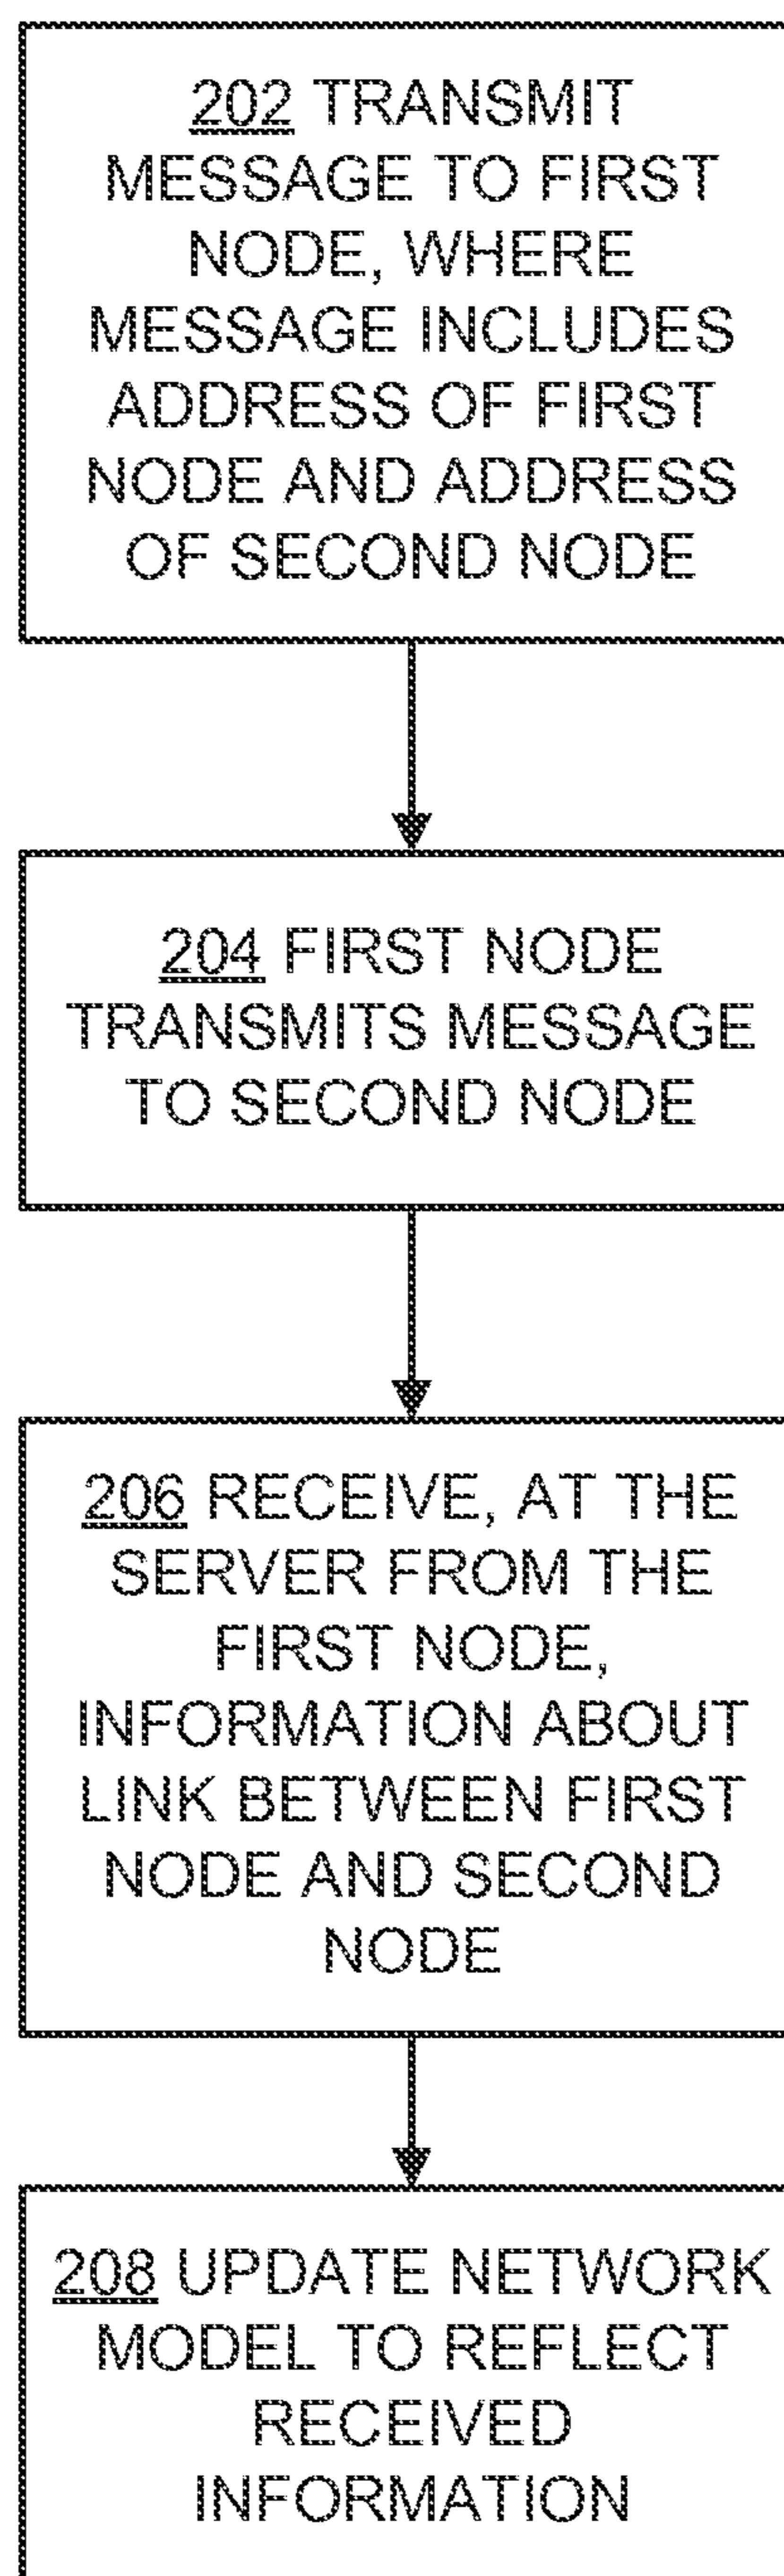 202 TRANSMIT
MESSAGE TO FIRST
NODE, WHERE
MESSAGE INCLUDES
ADDRESS OF FIRST
NODE AND ADDRESS
OF SECOND NODE
204 FIRST NODE
TRANSMITS MESSAGE
TO SECOND NODE
206 RECEIVE, AT THE
SERVER FROM THE
FIRST NODE,
INFORMATION ABOUT
LINK BETWEEN FIRST
NODE AND SECOND
NODE
208 UPDATE NETWORK
MODEL TO REFLECT
RECEIVED
INFORMATION